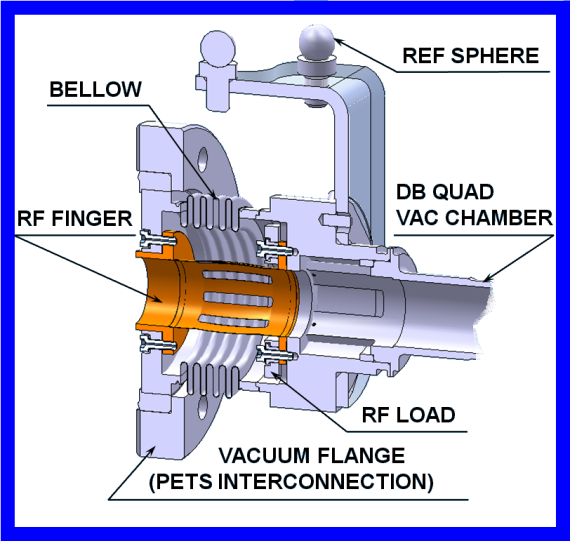 REF SPHERE
BELLOW
DB QUAD
VAC CHAMBER
RF FINGER
RF LOAD
VACUUM FLANGE
(PETS INTERCONNECTION)